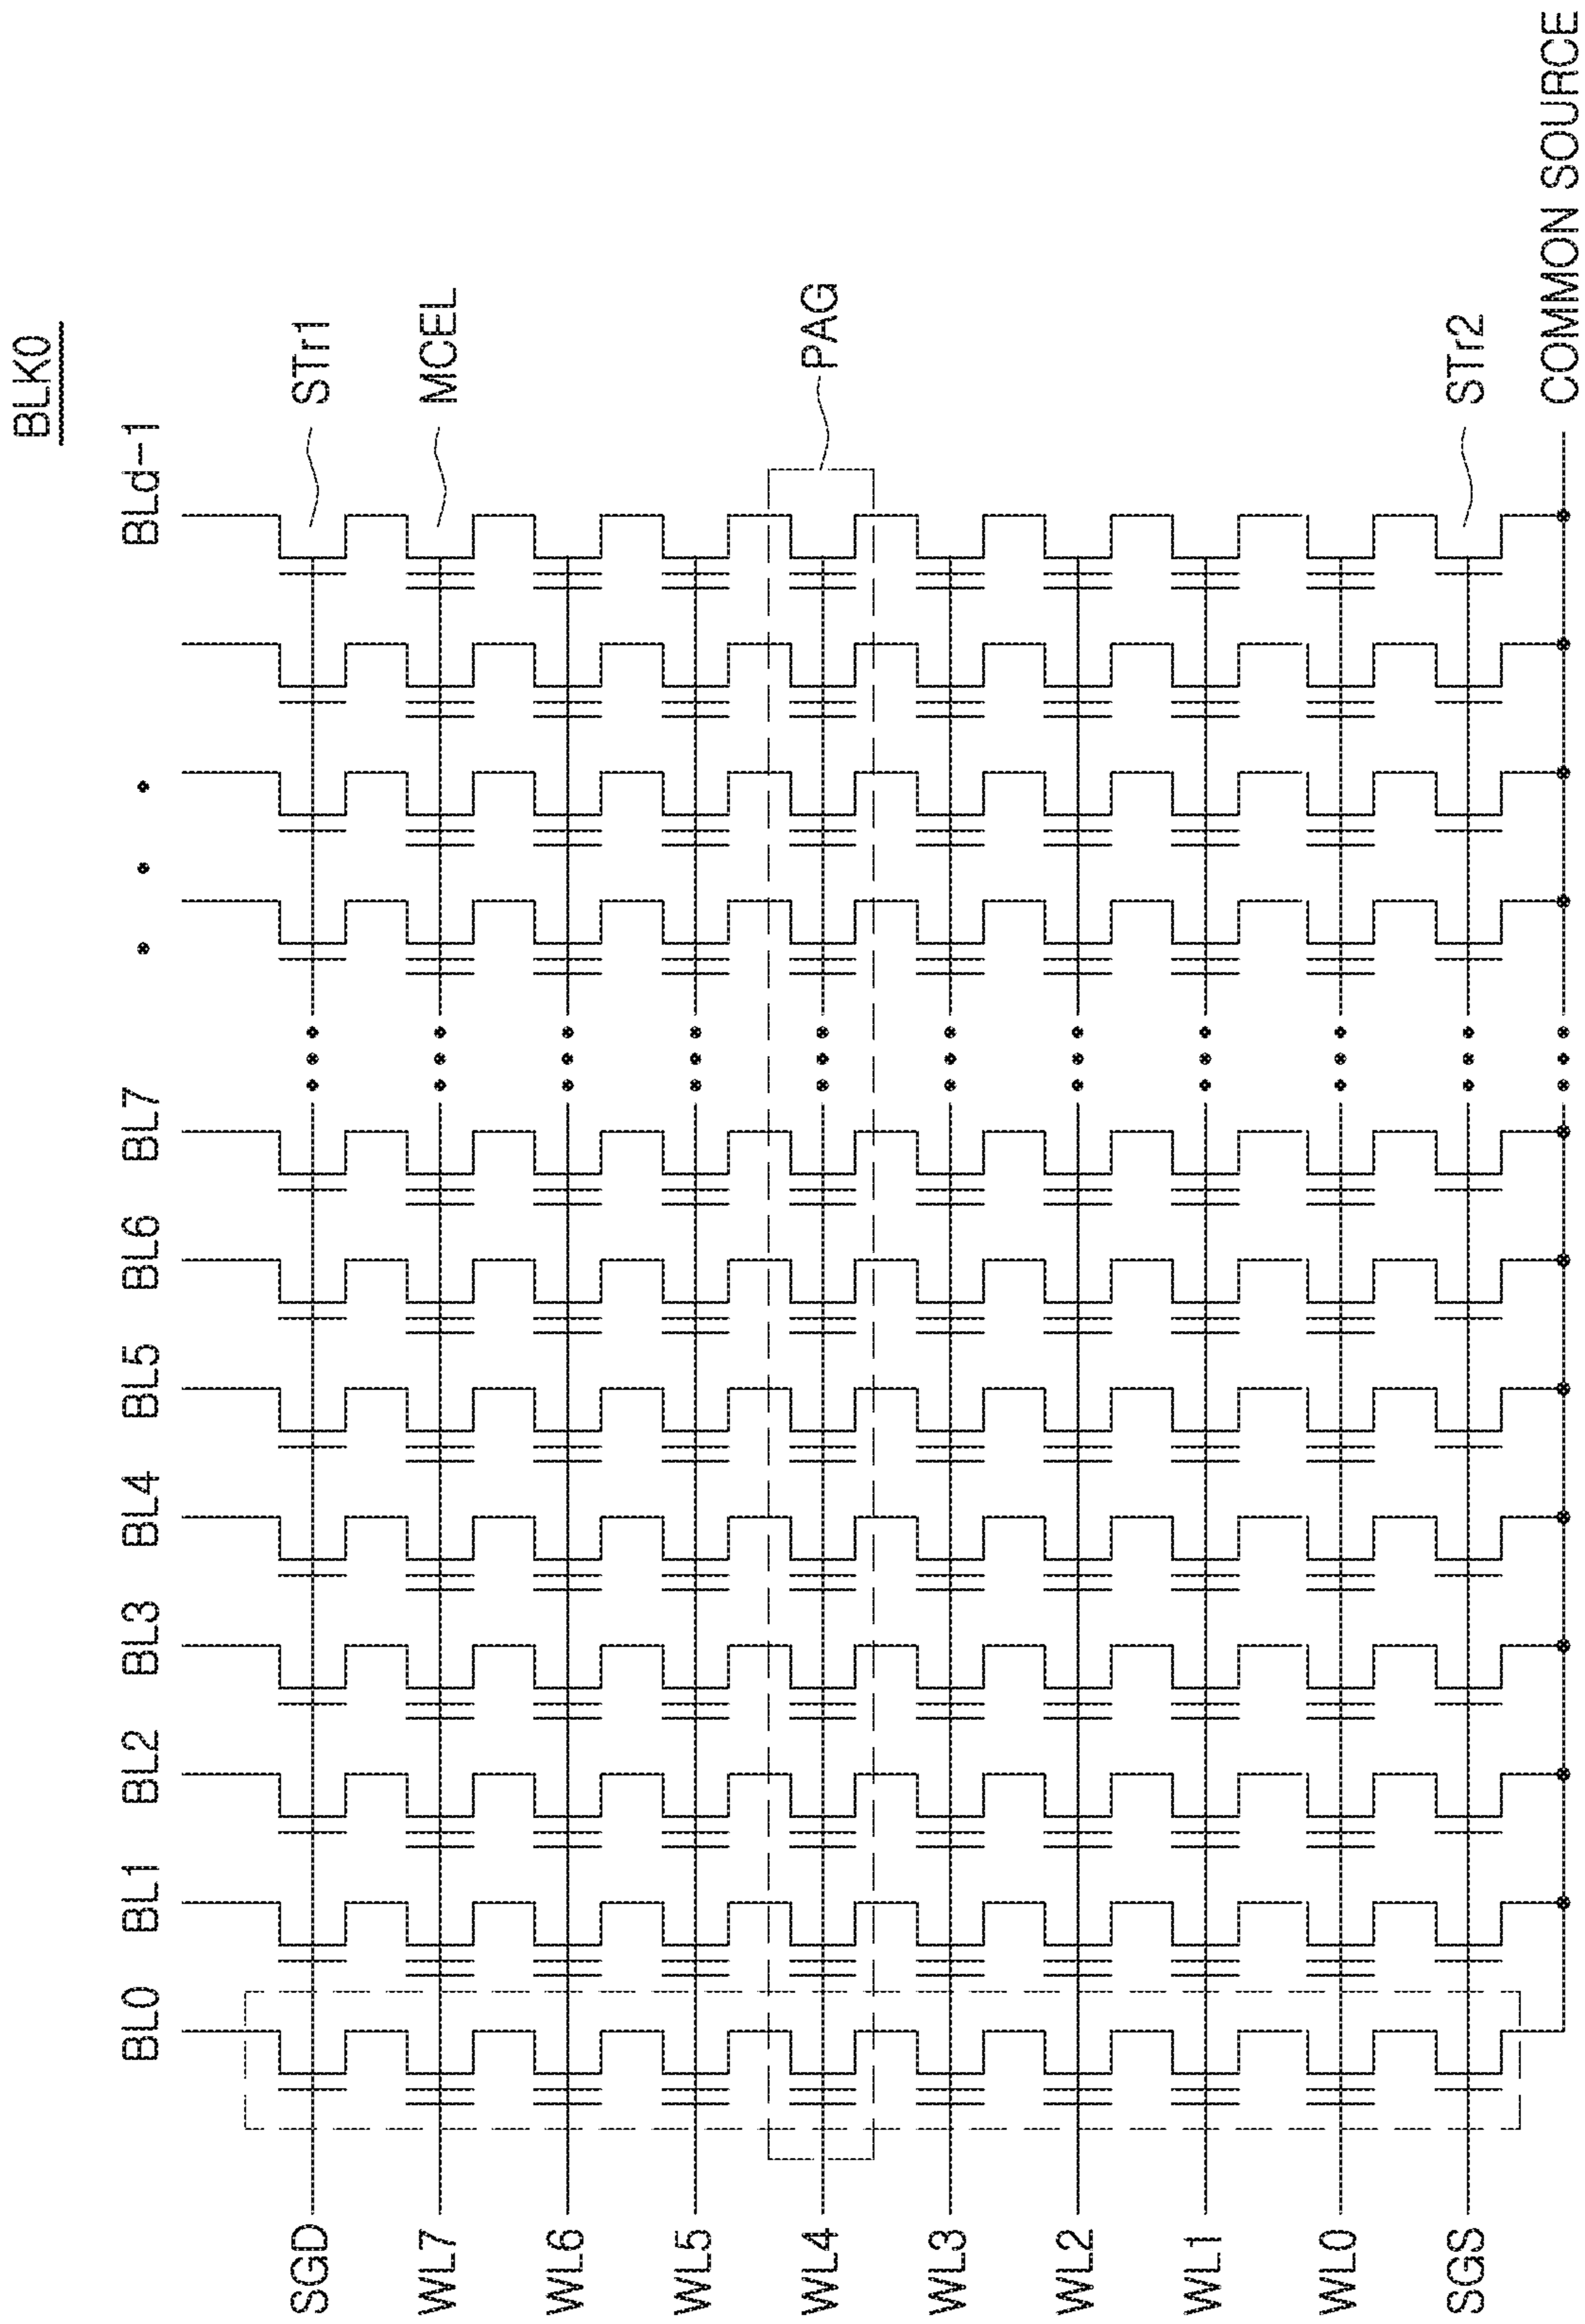 BLK0
BL0 BL1 BL2 BL3 BL4 BL5 BL6 BL7 BLd-1
SGD STr1
WL7 MCEL
WL6
WL5
WL4 PAG
WL3
WL2
WL1
WL0
SGS STr2
COMMON SOURCE